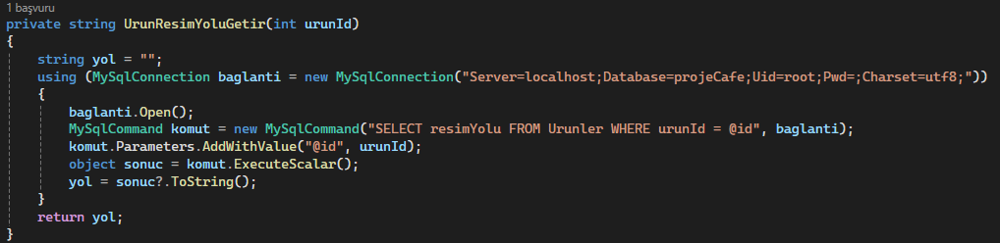 1 başvuru
private string UrunResimYoluGetir(int urunId)
{
string yol = "";
using (MySqlConnection baglanti = new MySqlConnection("Server=localhost;Database=projeCafe;Uid=root;Pwd=;Charset=utf8;"))
{
baglanti.Open();
MySqlCommand komut = new MySqlCommand("SELECT resimYolu FROM Urunler WHERE urunId = @id", baglanti);
komut.Parameters.AddWithValue("@id", urunId);
object sonuc = komut.ExecuteScalar();
yol = sonuc?.ToString();
}
return yol;
}